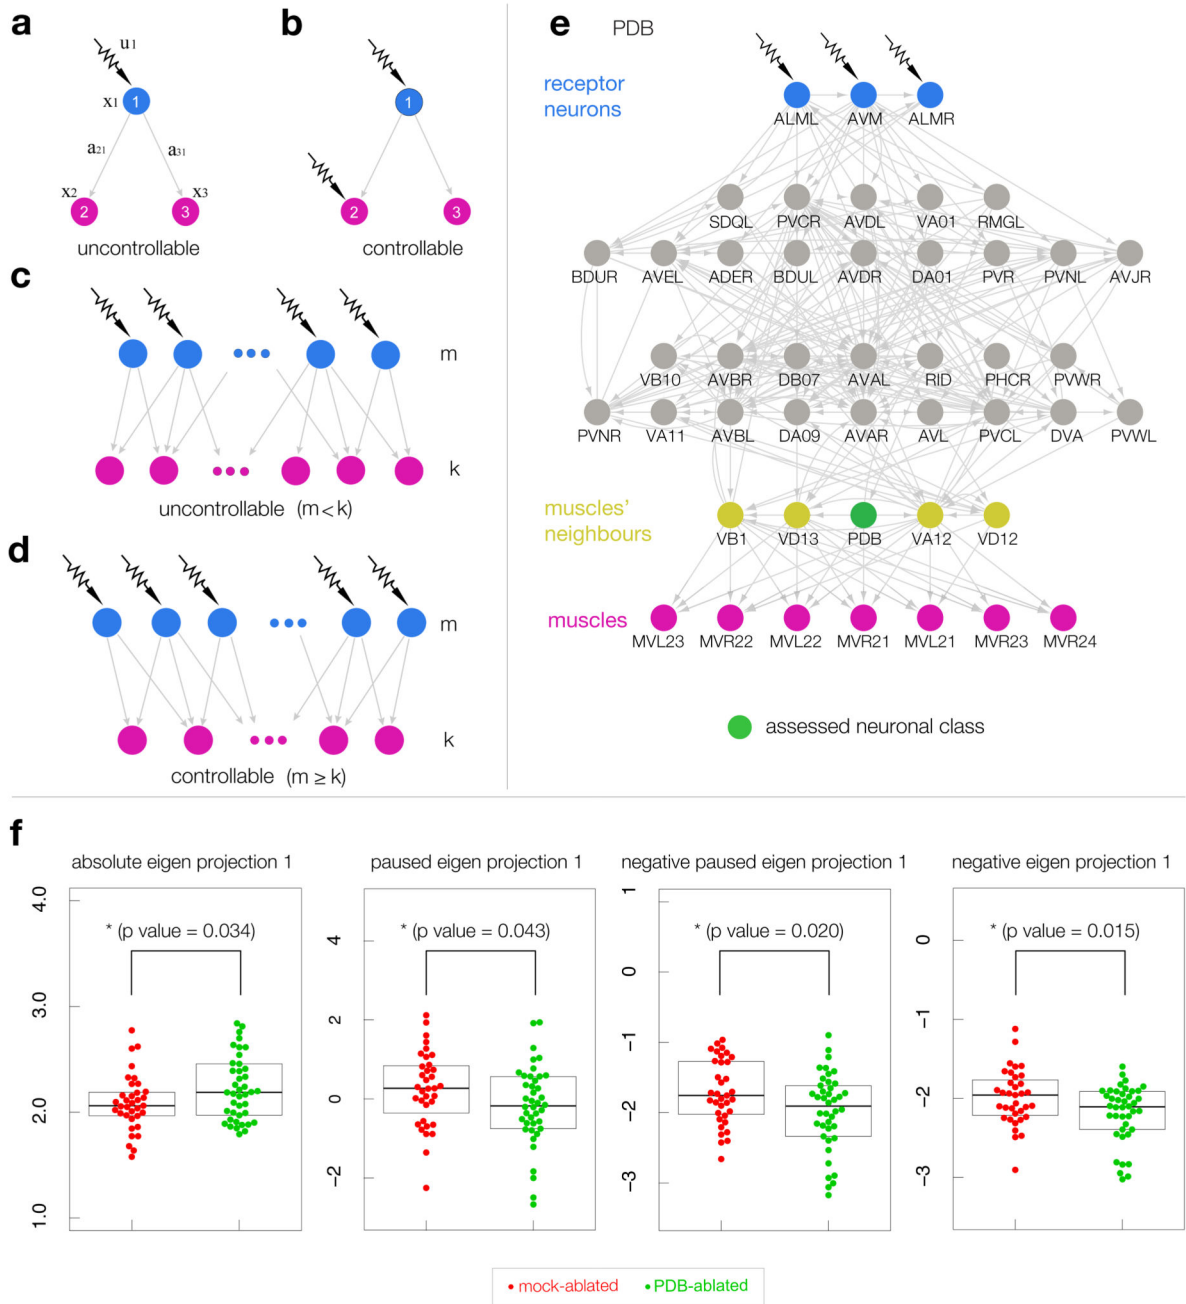 a
u1
x1
1
a21
a31
x2
x3
2
3
uncontrollable
b
1
2
3
controllable
c
m
k
uncontrollable (m < k)
d
m
k
controllable (m ≥ k)
e
PDB
receptor
neurons
ALML AVM ALMR
SDQL PVCR AVDL VA01 RMGL
BDUR AVEL ADER BDUL AVDR DA01 PVR PVNL AVJR
VB10 AVBR DB07 AVAL RID PHCR PVWR
PVNR VA11 AVBL DA09 AVAR AVL PVCL DVA PVWL
muscles'
neighbours
VB1 VD13 PDB VA12 VD12
muscles
MVL23 MVR22 MVL22 MVR21 MVL21 MVR23 MVR24
assessed neuronal class
f
absolute eigen projection 1
* (p value = 0.034)
4.0
3.0
2.0
1.0
paused eigen projection 1
* (p value = 0.043)
4
2
0
−2
negative paused eigen projection 1
* (p value = 0.020)
1
0
−1
−2
−3
negative eigen projection 1
* (p value = 0.015)
0
−1
−2
−3
mock-ablated PDB-ablated